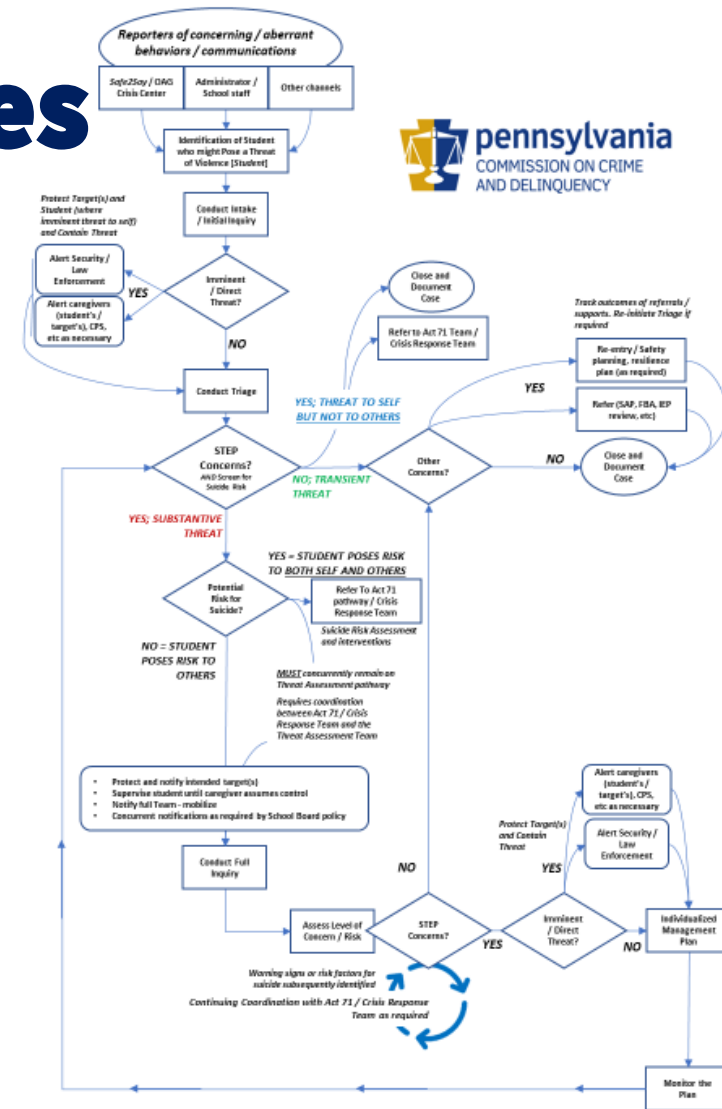 es
pennsylvania
COMMISSION ON CRIME
AND DELINQUENCY
Reporters of concerning / aberrant
behaviors / communications
Safe2Say / OAG
Crisis Center
Administrator /
School staff
Other channels
Identification of Student
who might Pose a Threat
of Violence [Student]
Conduct Intake
/ Initial Inquiry
Protect Target(s) and
Student (where
imminent threat to self)
and Contain Threat
Alert Security /
Law
Enforcement
Alert caregivers
(student's /
target's), CPS,
etc as necessary
YES
Imminent
/ Direct
Threat?
NO
Conduct Triage
Close and
Document
Case
Refer to Act 71 Team /
Crisis Response Team
YES; THREAT TO SELF
BUT NOT TO OTHERS
Track outcomes of referrals /
supports. Re-initiate Triage if
required
Re-entry / Safety
planning, resilience
plan (as required)
YES
Refer (SAP, FBA, IEP
review, etc)
STEP
Concerns?
AND Screen for
Suicide Risk
NO; TRANSIENT
THREAT
Other
Concerns?
NO
Close and
Document
Case
YES; SUBSTANTIVE
THREAT
YES = STUDENT POSES RISK
TO BOTH SELF AND OTHERS
Potential
Risk for
Suicide?
Refer To Act 71
pathway / Crisis
Response Team
Suicide Risk Assessment
and interventions
NO = STUDENT
POSES RISK TO
OTHERS
MUST concurrently remain on
Threat Assessment pathway
Requires coordination
between Act 71 / Crisis
Response Team and the
Threat Assessment Team
• Protect and notify intended target(s)
• Supervise student until caregiver assumes control
• Notify full Team - mobilize
• Concurrent notifications as required by School Board policy
Conduct Full
Inquiry
NO
Assess Level of
Concern / Risk
STEP
Concerns?
YES
Protect Target(s)
and Contain
Threat
YES
Alert caregivers
(student's /
target's), CPS,
etc as necessary
Alert Security /
Law
Enforcement
Imminent
/ Direct
Threat?
NO
Individualized
Management
Plan
Warning signs or risk factors for
suicide subsequently identified
Continuing Coordination with Act 71 / Crisis Response
Team as required
Monitor the
Plan